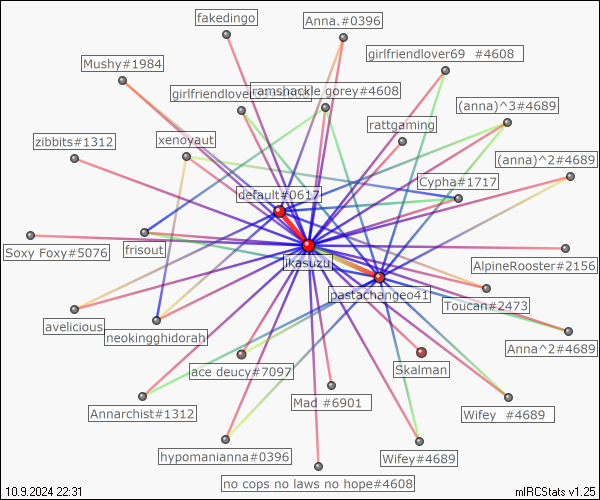 fakedingo
Anna.#0396
girlfriendlover69 #4608
Mushy#1984
ramshackle gorey#4608
(anna)^3#4689
rattgaming
zibbits#1312
xenoyaut
(anna)^2#4689
Cypha#1717
default#0617
Soxy Foxy#5076
frisout
ikasuzu
AlpineRooster#2156
pastachangeo41
Toucan#2473
avelicious
neokingghidorah
Anna^2#4689
ace deucy#7097
Skalman
Annarchist#1312
Mad #6901
Wifey #4689
hypomanianna#0396
Wifey#4689
no cops no laws no hope#4608
10.9.2024 22:31
mIRCStats v1.25